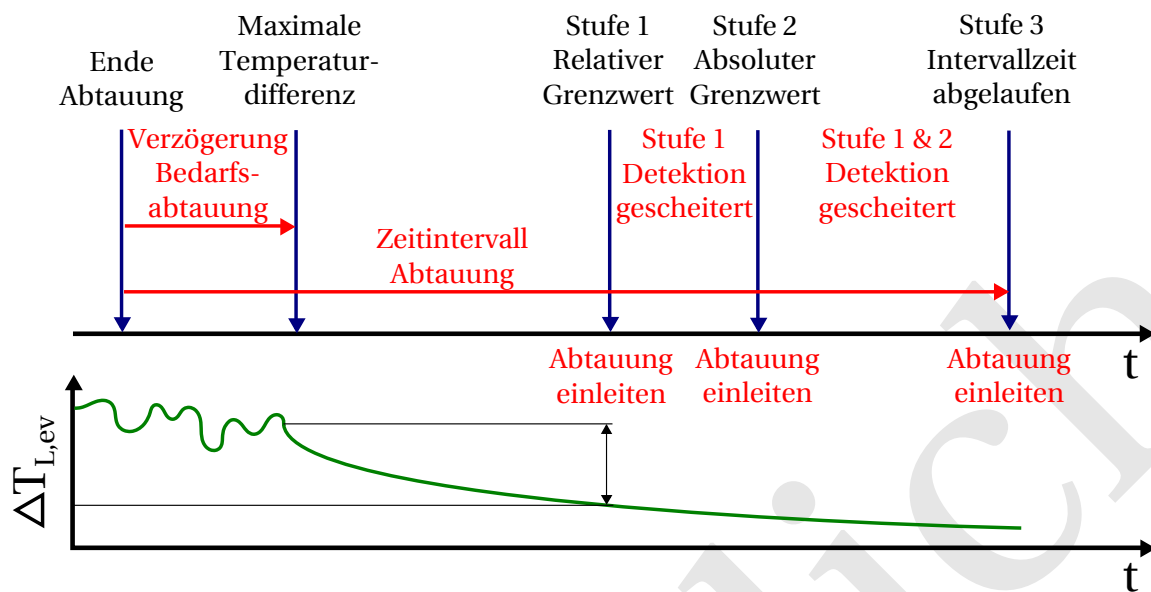 Ende
Abtauung
Maximale
Temperatur-
differenz
Stufe 1
Relativer
Grenzwert
Stufe 2
Absoluter
Grenzwert
Stufe 3
Intervallzeit
abgelaufen
Verzögerung
Bedarfs-
abtauung
Stufe 1
Detektion
gescheitert
Stufe 1 & 2
Detektion
gescheitert
Zeitintervall
Abtauung
t
Abtauung
einleiten
Abtauung
einleiten
Abtauung
einleiten
ΔT_L,ev
t
lich